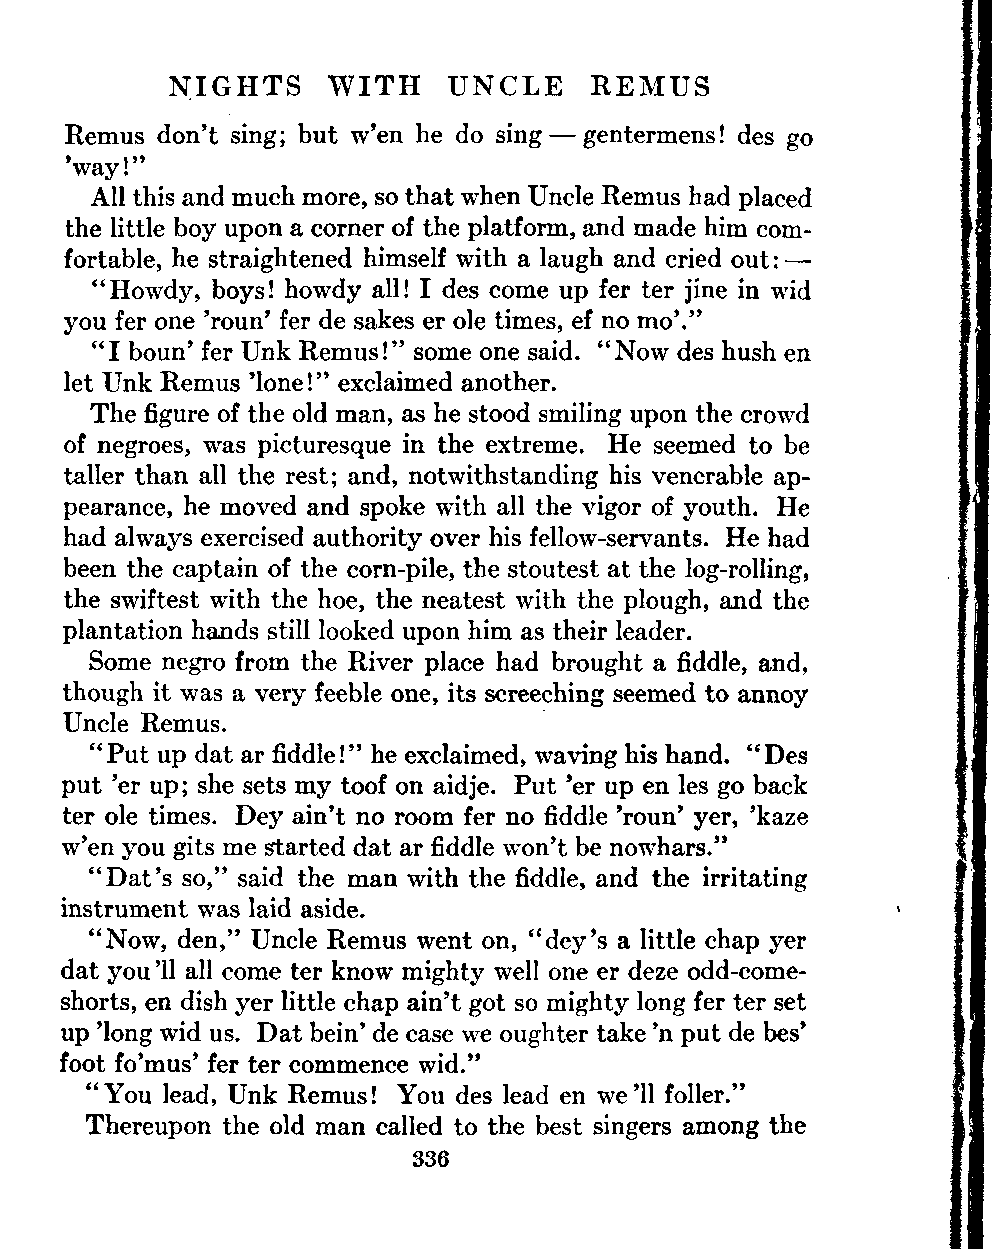 NIGHTS WITH UNCLE REMUS
Remus don't sing; but w'en he do sing — gentermens! des go
'way!"
All this and much more, so that when Uncle Remus had placed
the little boy upon a corner of the platform, and made him com-
fortable, he straightened himself with a laugh and cried out: —
"Howdy, boys! howdy all! I des come up fer ter jine in wid
you fer one 'roun' fer de sakes er ole times, ef no mo'."
"I boun' fer Unk Remus!" some one said. "Now des hush en
let Unk Remus 'lone!" exclaimed another.
The figure of the old man, as he stood smiling upon the crowd
of negroes, was picturesque in the extreme. He seemed to be
taller than all the rest; and, notwithstanding his venerable ap-
pearance, he moved and spoke with all the vigor of youth. He
had always exercised authority over his fellow-servants. He had
been the captain of the corn-pile, the stoutest at the log-rolling,
the swiftest with the hoe, the neatest with the plough, and the
plantation hands still looked upon him as their leader.
Some negro from the River place had brought a fiddle, and,
though it was a very feeble one, its screeching seemed to annoy
Uncle Remus.
"Put up dat ar fiddle!" he exclaimed, waving his hand. "Des
put 'er up; she sets my toof on aidje. Put 'er up en les go back
ter ole times. Dey ain't no room fer no fiddle 'roun' yer, 'kaze
w'en you gits me started dat ar fiddle won't be nowhars."
"Dat's so," said the man with the fiddle, and the irritating
instrument was laid aside.
"Now, den," Uncle Remus went on, "dey's a little chap yer
dat you'll all come ter know mighty well one er deze odd-come-
shorts, en dish yer little chap ain't got so mighty long fer ter set
up 'long wid us. Dat bein' de case we oughter take 'n put de bes'
foot fo'mus' fer ter commence wid."
"You lead, Unk Remus! You des lead en we'll foller."
Thereupon the old man called to the best singers among the
336